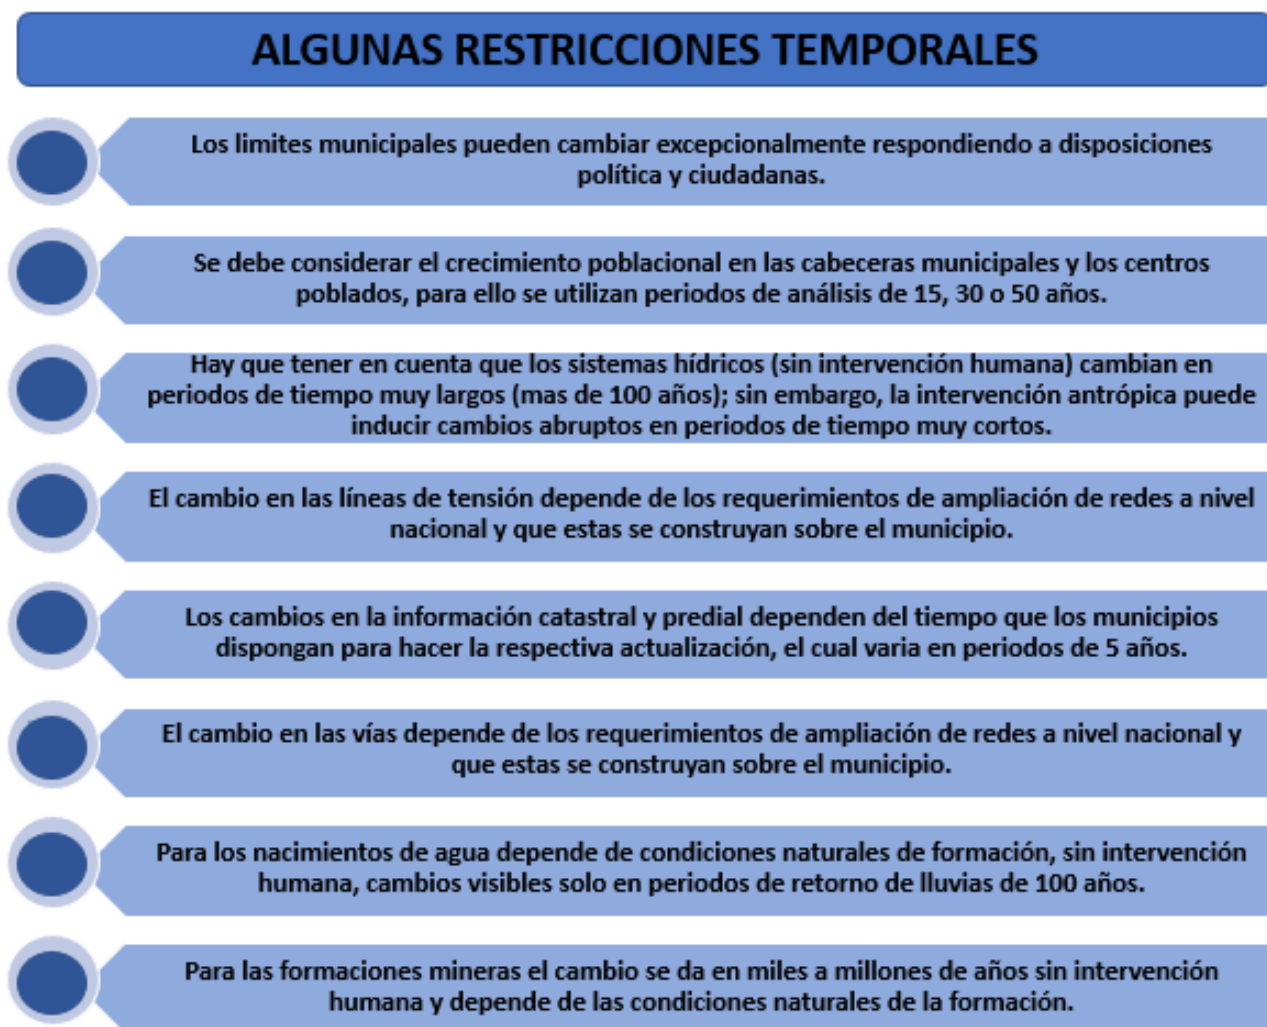 ALGUNAS RESTRICCIONES TEMPORALES
Los limites municipales pueden cambiar excepcionalmente respondiendo a disposiciones
política y ciudadanas.
Se debe considerar el crecimiento poblacional en las cabeceras municipales y los centros
poblados, para ello se utilizan periodos de análisis de 15, 30 o 50 años.
Hay que tener en cuenta que los sistemas hídricos (sin intervención humana) cambian en
periodos de tiempo muy largos (mas de 100 años); sin embargo, la intervención antrópica puede
inducir cambios abruptos en periodos de tiempo muy cortos.
El cambio en las líneas de tensión depende de los requerimientos de ampliación de redes a nivel
nacional y que estas se construyan sobre el municipio.
Los cambios en la información catastral y predial dependen del tiempo que los municipios
dispongan para hacer la respectiva actualización, el cual varia en periodos de 5 años.
El cambio en las vías depende de los requerimientos de ampliación de redes a nivel nacional y
que estas se construyan sobre el municipio.
Para los nacimientos de agua depende de condiciones naturales de formación, sin intervención
humana, cambios visibles solo en periodos de retorno de lluvias de 100 años.
Para las formaciones mineras el cambio se da en miles a millones de años sin intervención
humana y depende de las condiciones naturales de la formación.